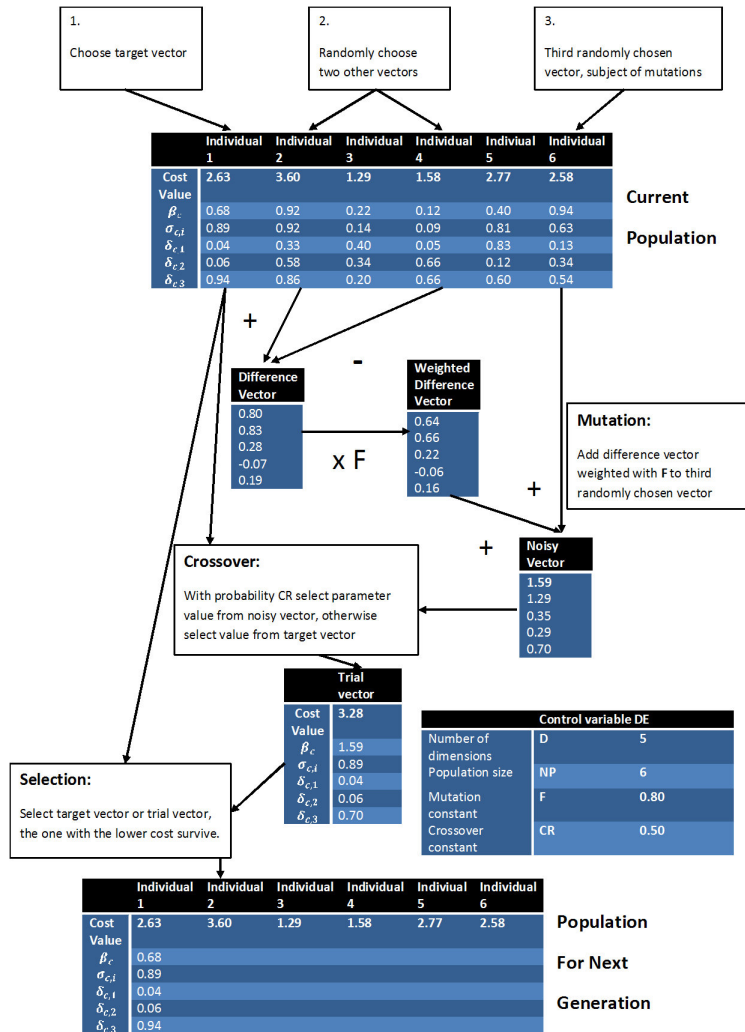 1.
Choose target vector
2.
Randomly choose
two other vectors
3.
Third randomly chosen
vector, subject of mutations
Individual 1 Individual 2 Individual 3 Individual 4 Individual 5 Individual 6
Cost Value 2.63 3.60 1.29 1.58 2.77 2.58
β_c 0.68 0.92 0.22 0.12 0.40 0.94
σ_c,i 0.89 0.92 0.14 0.09 0.81 0.63
δ_c 1 0.04 0.33 0.40 0.05 0.83 0.13
δ_c 2 0.06 0.58 0.34 0.66 0.12 0.34
δ_c 3 0.94 0.86 0.20 0.66 0.60 0.54
Current
Population
+
-
Difference
Vector
0.80
0.83
0.28
-0.07
0.19
x F
Weighted
Difference
Vector
0.64
0.66
0.22
-0.06
0.16
Mutation:
Add difference vector
weighted with F to third
randomly chosen vector
+
+
Noisy
Vector
1.59
1.29
0.35
0.29
0.70
Crossover:
With probability CR select parameter
value from noisy vector, otherwise
select value from target vector
Trial
vector
Cost Value 3.28
β_c 1.59
σ_c,i 0.89
δ_c,1 0.04
δ_c,2 0.06
δ_c,3 0.70
Control variable DE
Number of dimensions D 5
Population size NP 6
Mutation constant F 0.80
Crossover constant CR 0.50
Selection:
Select target vector or trial vector,
the one with the lower cost survive.
Individual 1 Individual 2 Individual 3 Individual 4 Individual 5 Individual 6
Cost Value 2.63 3.60 1.29 1.58 2.77 2.58
β_c 0.68
σ_c,i 0.89
δ_c,1 0.04
δ_c,2 0.06
δ_c,3 0.94
Population
For Next
Generation